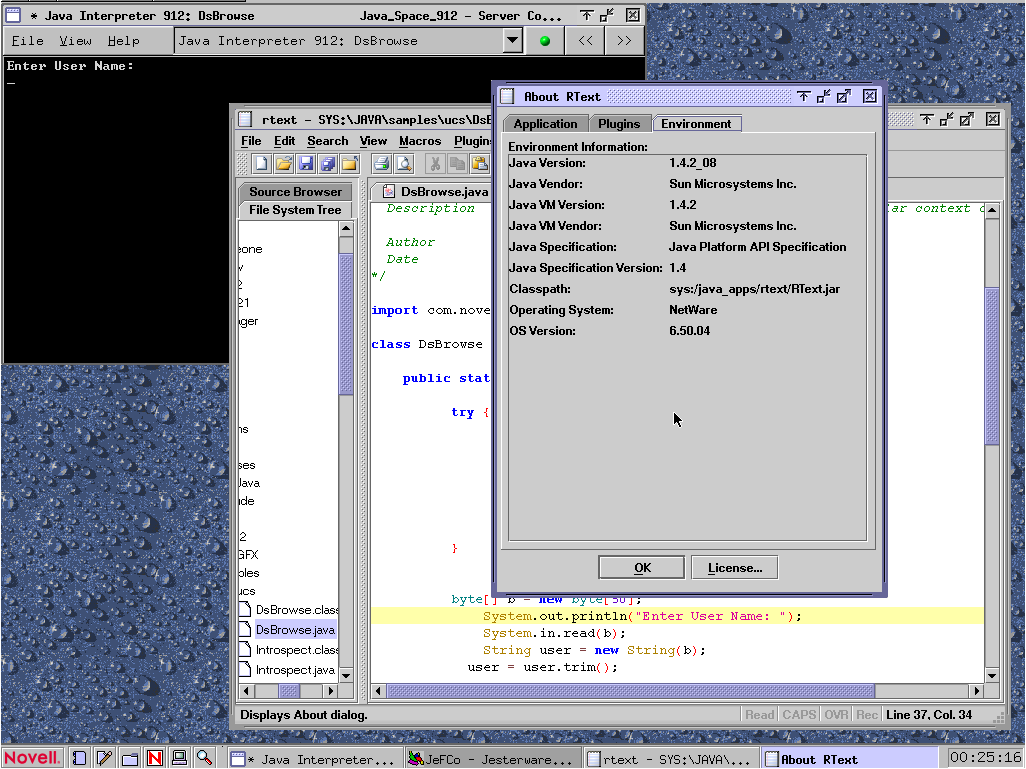 * Java Interpreter 912: DsBrowse Java_Space_912 - Server Co...
File View Help Java Interpreter 912: DsBrowse << >>
Enter User Name:
_
rtext - SYS:\JAVA\samples\ucs\DsB
File Edit Search View Macros Plugins
Source Browser
File System Tree
DsBrowse.java
eone
v
2
21
ager
ns
ses
Java
ude
2
GFX
ples
ucs
DsBrowse.class
DsBrowse.java
Introspect.class
Introspect.java
Description ar context
Author
Date
*/
import com.nove
class DsBrowse
public stat
try {
}
byte[] b = new byte[50];
System.out.println("Enter User Name: ");
System.in.read(b);
String user = new String(b);
user = user.trim();
Displays About dialog. Read CAPS OVR Rec Line 37, Col. 34
About RText
Application Plugins Environment
Environment Information:
Java Version: 1.4.2_08
Java Vendor: Sun Microsystems Inc.
Java VM Version: 1.4.2
Java VM Vendor: Sun Microsystems Inc.
Java Specification: Java Platform API Specification
Java Specification Version: 1.4
Classpath: sys:/java_apps/rtext/RText.jar
Operating System: NetWare
OS Version: 6.50.04
OK License...
Novell. N * Java Interpreter... JeFCo - Jesterware... rtext - SYS:\JAVA\... About RText 00:25:16